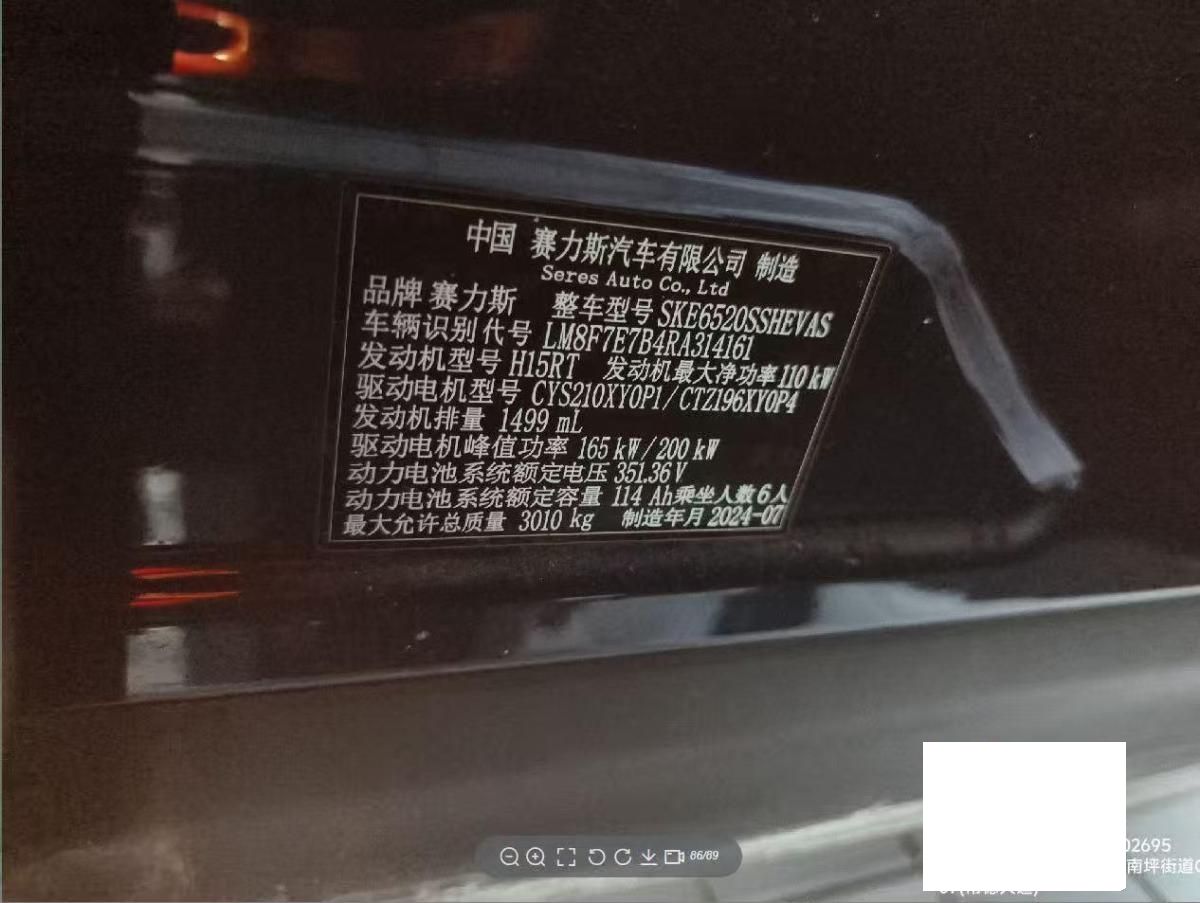 中国 赛力斯汽车有限公司 制造
Seres Auto Co., Ltd
品牌 赛力斯 整车型号 SKE6520SSHEVAS
车辆识别代号 LM8F7E7B4RA314161
发动机型号 H15RT 发动机最大净功率 110 kW
驱动电机型号 CYS210XY0P1/CTZ196XY0P4
发动机排量 1499 mL
驱动电机峰值功率 165 kW/200 kW
动力电池系统额定电压 351.36 V
动力电池系统额定容量 114 Ah 乘坐人数 6人
最大允许总质量 3010 kg 制造年月 2024-07
86/89
02695
南坪街道